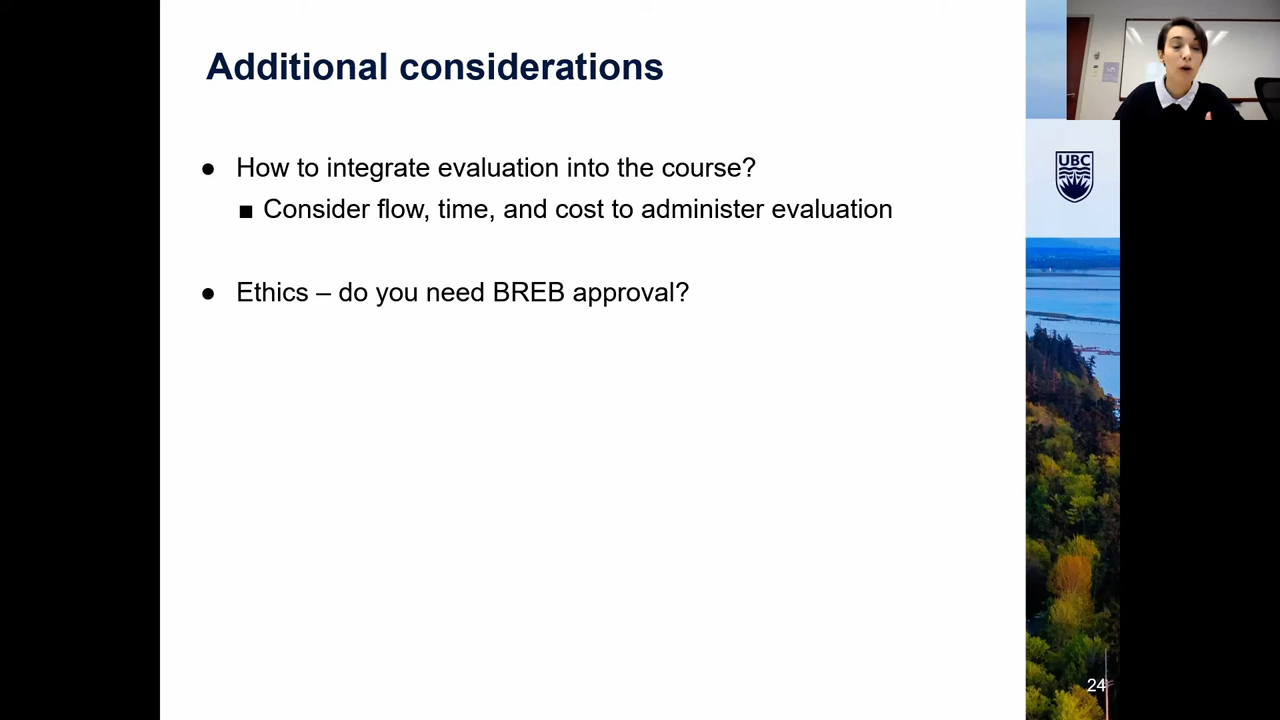 Additional considerations
● How to integrate evaluation into the course?
■ Consider flow, time, and cost to administer evaluation
● Ethics – do you need BREB approval?
UBC
24